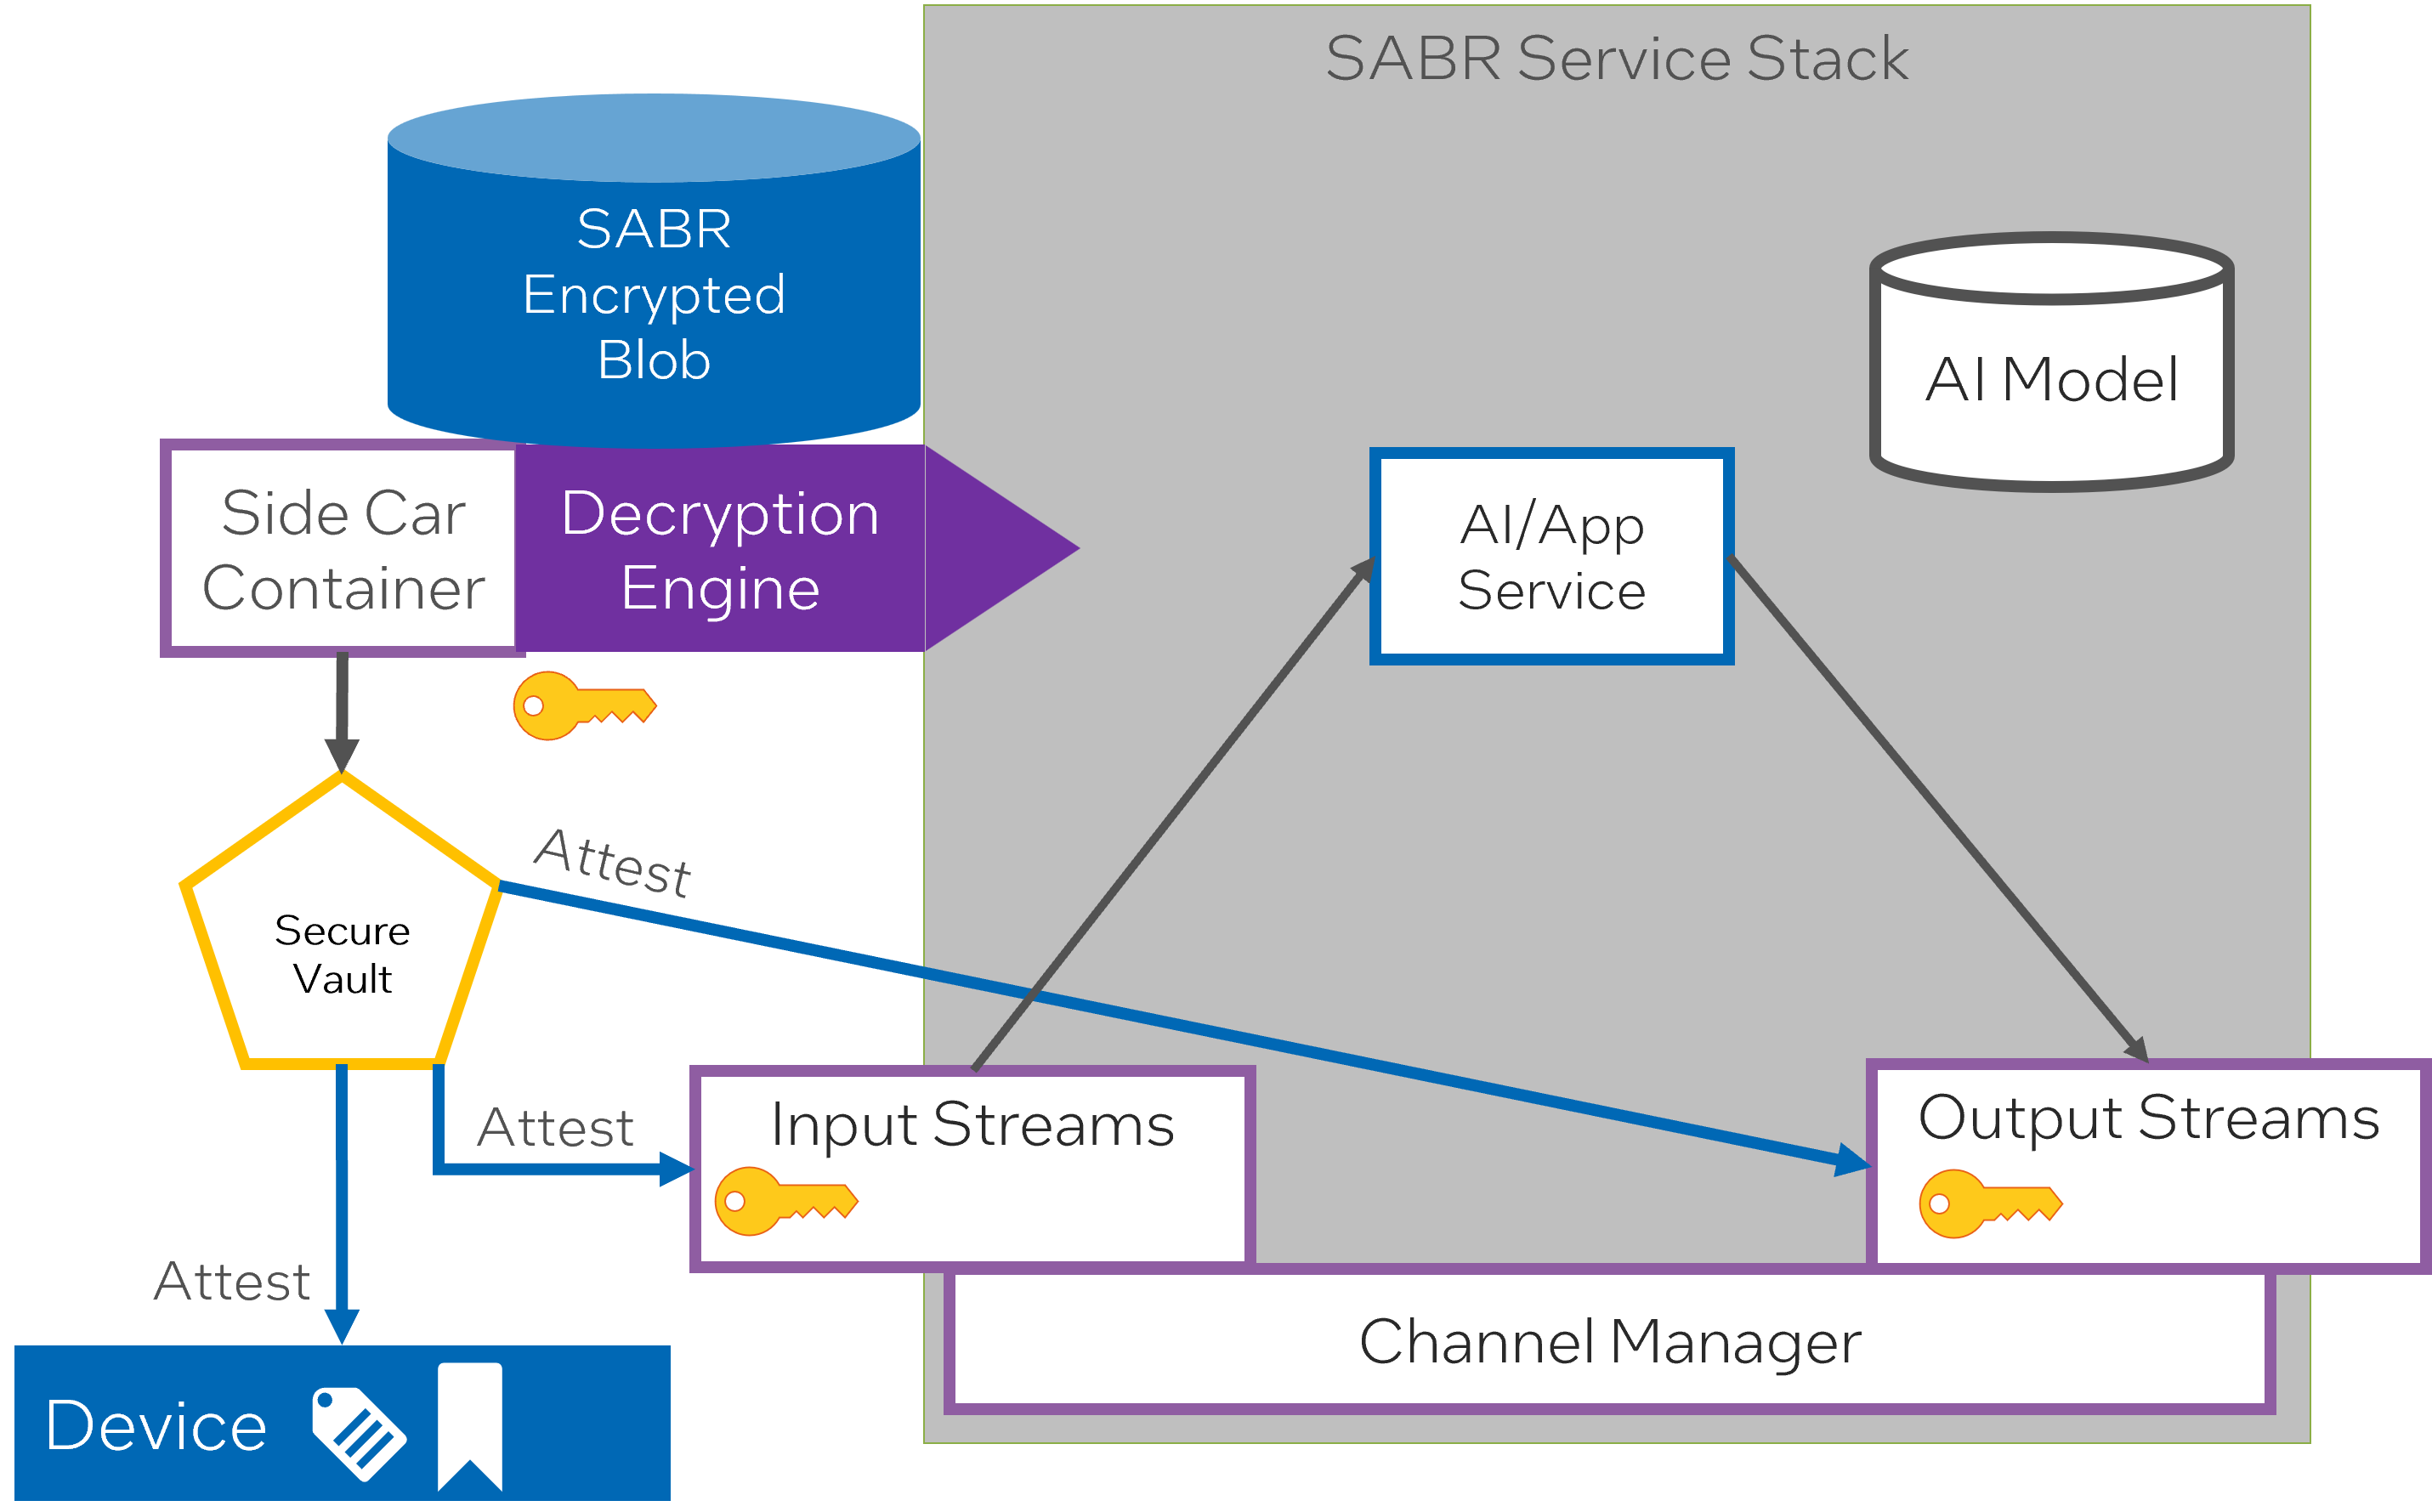 SABR Service Stack
SABR
Encrypted
Blob
AI Model
Side Car
Container
Decryption
Engine
AI/App
Service
Attest
Secure
Vault
Attest
Input Streams
Output Streams
Attest
Channel Manager
Device